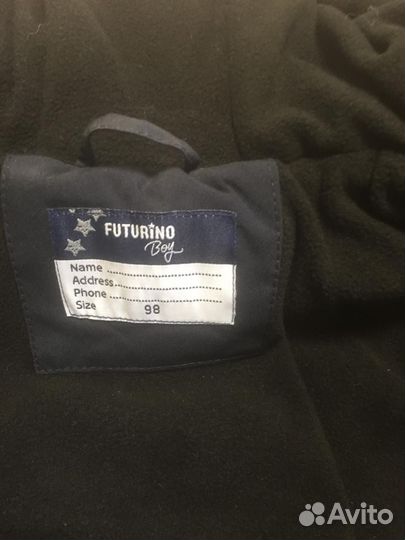 FUTURINO
Boy
Name ....................
Address..................
Phone ...................
Size 98
Avito